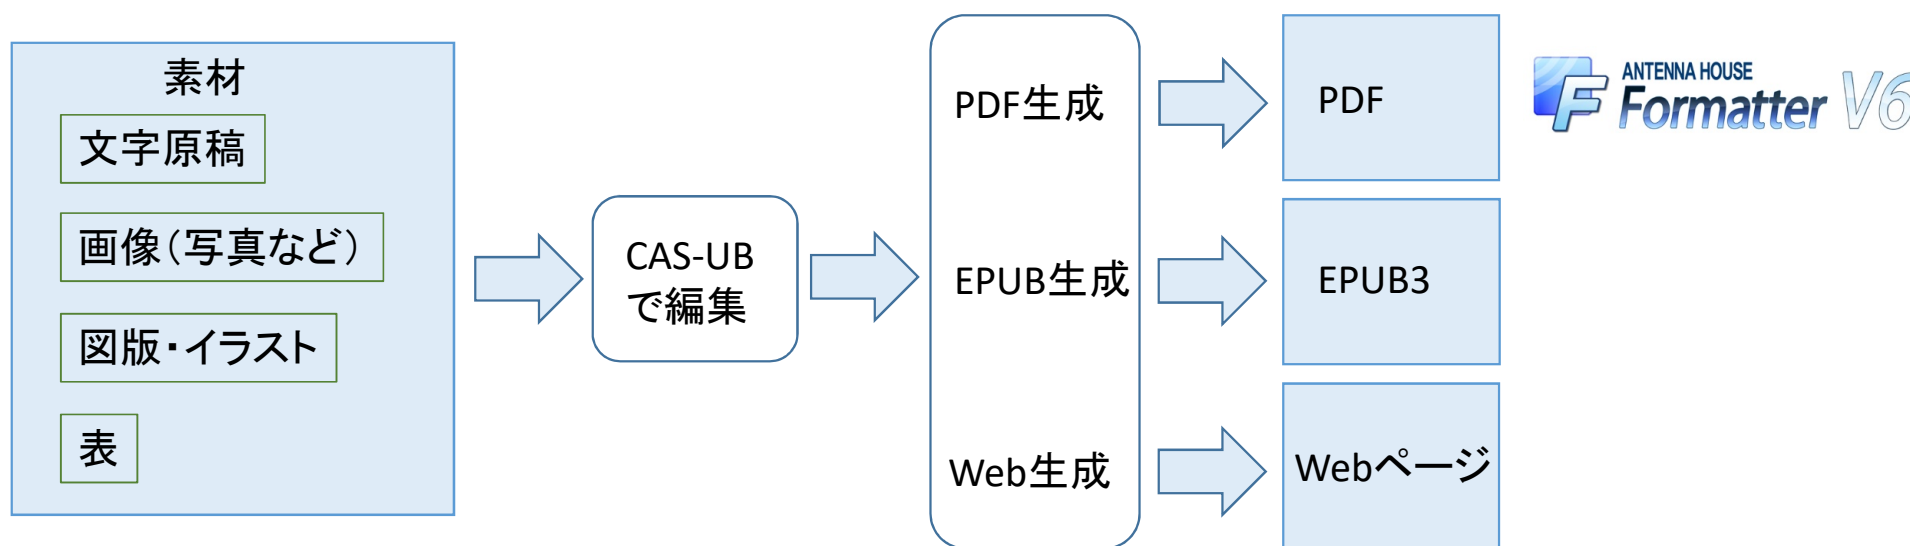 素材
文字原稿
画像(写真など)
図版・イラスト
表
CAS-UB
で編集
PDF生成
EPUB生成
Web生成
PDF
EPUB3
Webページ
ANTENNA HOUSE
Formatter V6